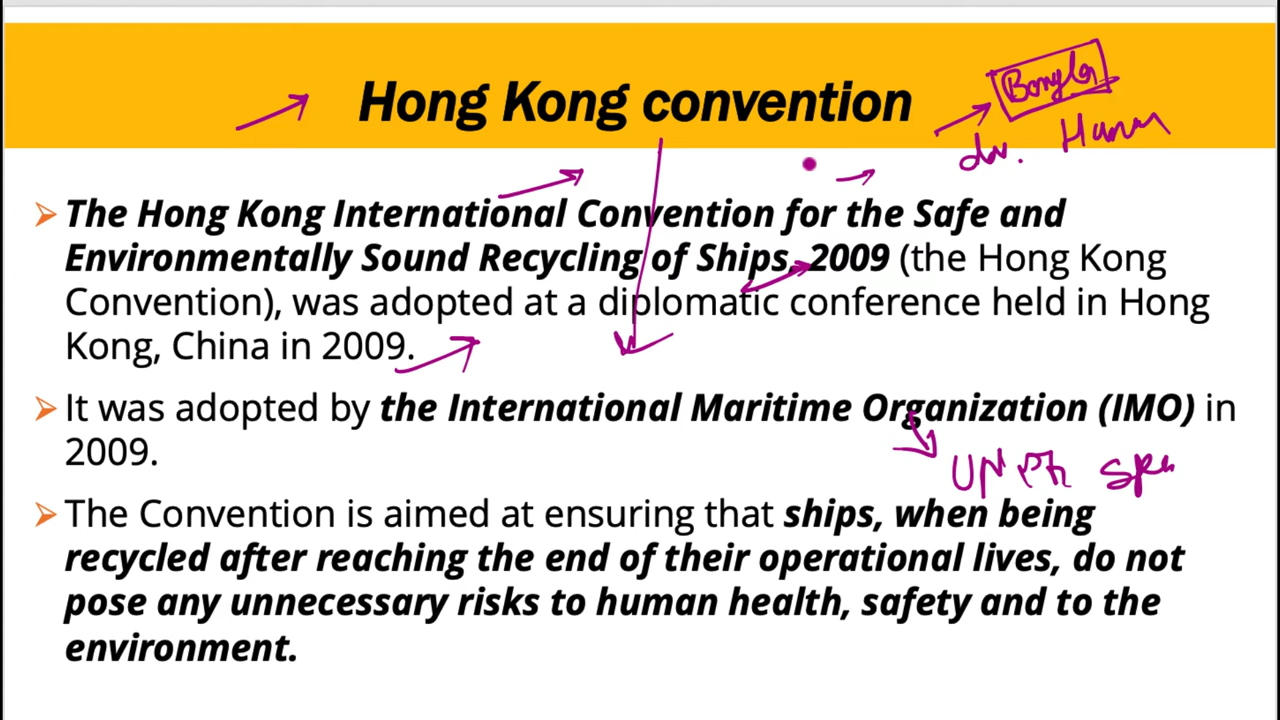 Hong Kong convention
➢ The Hong Kong International Convention for the Safe and
Environmentally Sound Recycling of Ships, 2009 (the Hong Kong
Convention), was adopted at a diplomatic conference held in Hong
Kong, China in 2009.
➢ It was adopted by the International Maritime Organization (IMO) in
2009.
UN
➢ The Convention is aimed at ensuring that ships, when being
recycled after reaching the end of their operational lives, do not
pose any unnecessary risks to human health, safety and to the
environment.